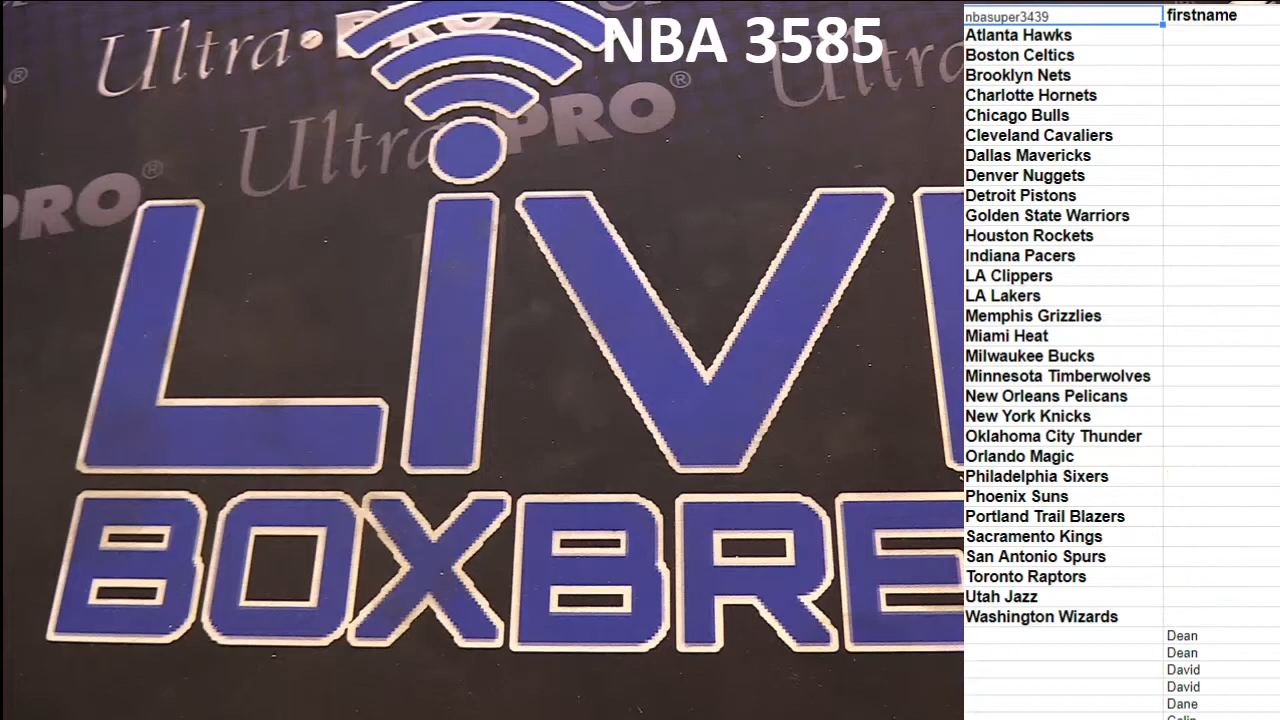 NBA 3585
Ultra PRO
Ultra PRO®
Ultra
PRO®
LiV
BOXBRE
nbasuper3439 firstname
Atlanta Hawks
Boston Celtics
Brooklyn Nets
Charlotte Hornets
Chicago Bulls
Cleveland Cavaliers
Dallas Mavericks
Denver Nuggets
Detroit Pistons
Golden State Warriors
Houston Rockets
Indiana Pacers
LA Clippers
LA Lakers
Memphis Grizzlies
Miami Heat
Milwaukee Bucks
Minnesota Timberwolves
New Orleans Pelicans
New York Knicks
Oklahoma City Thunder
Orlando Magic
Philadelphia Sixers
Phoenix Suns
Portland Trail Blazers
Sacramento Kings
San Antonio Spurs
Toronto Raptors
Utah Jazz
Washington Wizards
Dean
Dean
David
David
Dane